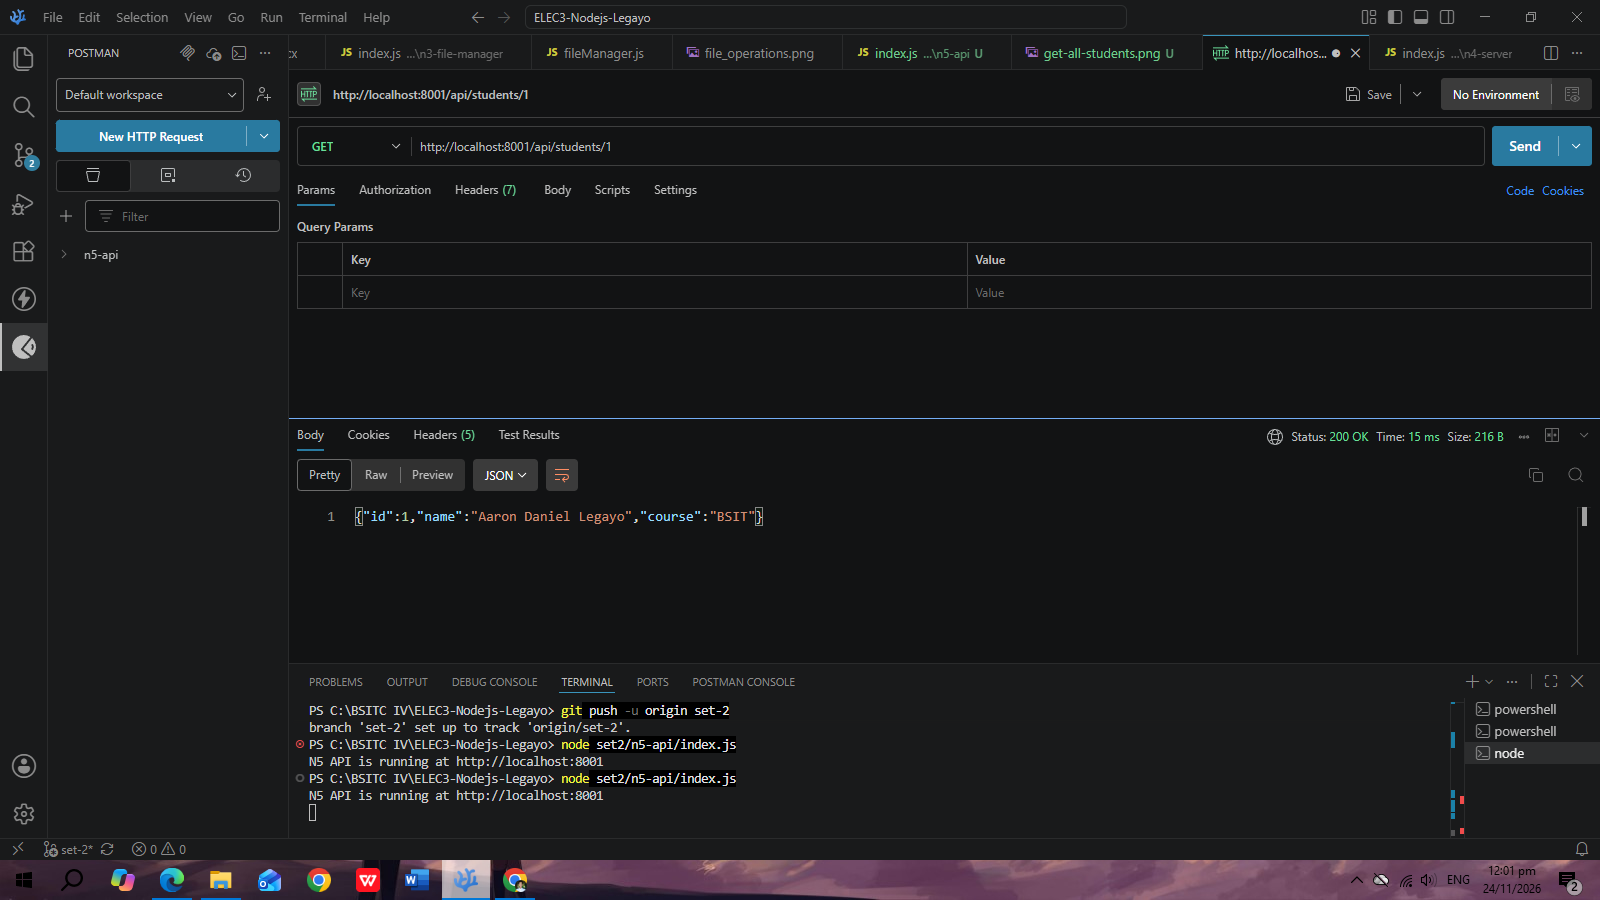 File Edit Selection View Go Run Terminal Help
ELEC3-Nodejs-Legayo
POSTMAN
cx
JS index.js ...\n3-file-manager
JS fileManager.js
file_operations.png
JS index.js ...\n5-api U
get-all-students.png U
HTTP http://localhos...
JS index.js ...\n4-server
Default workspace
HTTP http://localhost:8001/api/students/1
Save
No Environment
New HTTP Request
GET http://localhost:8001/api/students/1
Send
Params Authorization Headers (7) Body Scripts Settings
Code Cookies
Filter
Query Params
n5-api
Key Value
Key Value
2
Body Cookies Headers (5) Test Results
Status: 200 OK Time: 15 ms Size: 216 B
Pretty Raw Preview JSON
1 {"id":1,"name":"Aaron Daniel Legayo","course":"BSIT"}
PROBLEMS OUTPUT DEBUG CONSOLE TERMINAL PORTS POSTMAN CONSOLE
PS C:\BSITC IV\ELEC3-Nodejs-Legayo> git push -u origin set-2
branch 'set-2' set up to track 'origin/set-2'.
PS C:\BSITC IV\ELEC3-Nodejs-Legayo> node set2/n5-api/index.js
N5 API is running at http://localhost:8001
PS C:\BSITC IV\ELEC3-Nodejs-Legayo> node set2/n5-api/index.js
N5 API is running at http://localhost:8001
powershell
powershell
node
set-2* 0 0
ENG
12:01 pm
24/11/2026
2